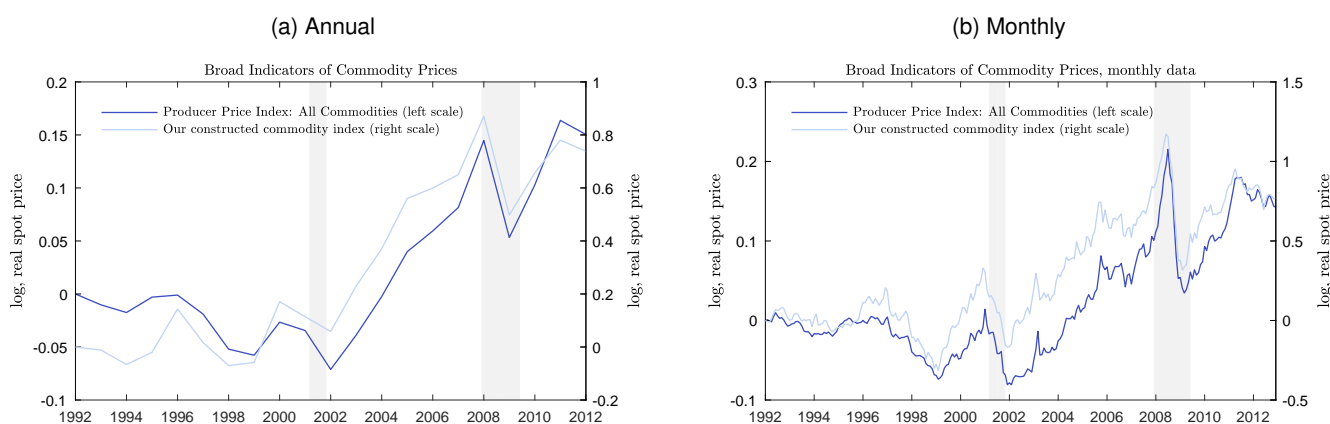 (a) Annual
Broad Indicators of Commodity Prices
0.2
0.15
0.1
0.05
0
-0.05
-0.1
log, real spot price
Producer Price Index: All Commodities (left scale)
Our constructed commodity index (right scale)
1
0.8
0.6
0.4
0.2
0
-0.2
log, real spot price
1992 1994 1996 1998 2000 2002 2004 2006 2008 2010 2012
(b) Monthly
Broad Indicators of Commodity Prices, monthly data
0.3
0.2
0.1
0
-0.1
log, real spot price
Producer Price Index: All Commodities (left scale)
Our constructed commodity index (right scale)
1.5
1
0.5
0
-0.5
log, real spot price
1992 1994 1996 1998 2000 2002 2004 2006 2008 2010 2012